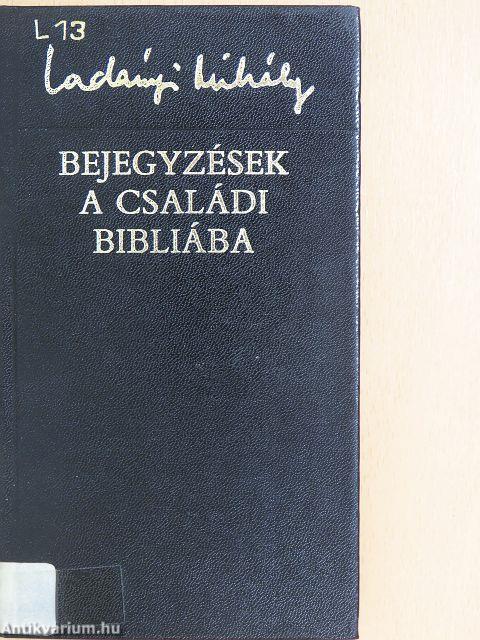 L 13
Ladányi Mihály
BEJEGYZÉSEK
A CSALÁDI
BIBLIÁBA
Antikvarium.hu